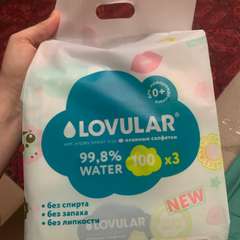 0+
LOVULAR®
влажные салфетки
99,8%
WATER
100 x3
NEW
• без спирта
• без запаха
• без липкости
LOVULAR